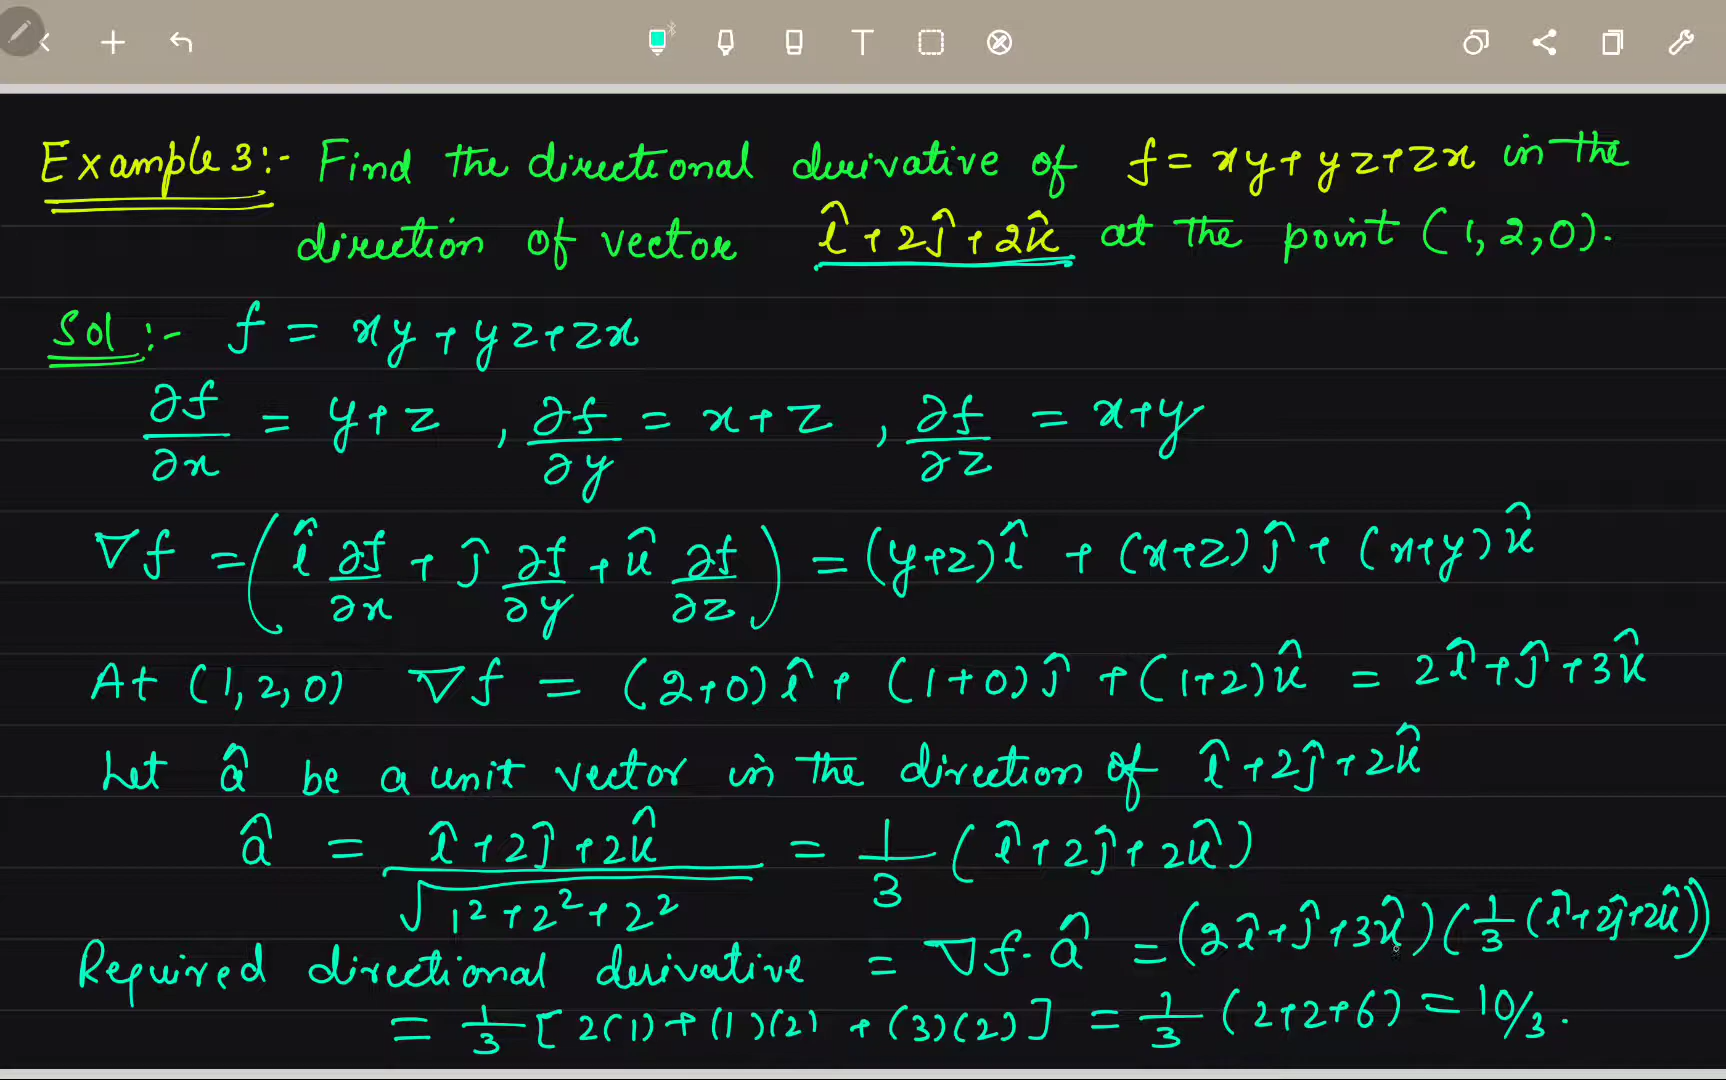 Example 3:- Find the directional derivative of f = xy + yz + zx in the
direction of vector î + 2ĵ + 2k̂ at the point (1, 2, 0).
Sol :- f = xy + yz + zx
∂f/∂x = y + z , ∂f/∂y = x + z , ∂f/∂z = x + y
∇f = (î ∂f/∂x + ĵ ∂f/∂y + k̂ ∂f/∂z) = (y+z)î + (x+z)ĵ + (x+y)k̂
At (1, 2, 0) ∇f = (2+0)î + (1+0)ĵ + (1+2)k̂ = 2î + ĵ + 3k̂
Let â be a unit vector in the direction of î + 2ĵ + 2k̂
â = (î + 2ĵ + 2k̂)/√(1² + 2² + 2²) = 1/3 (î + 2ĵ + 2k̂)
Required directional derivative = ∇f · â = (2î + ĵ + 3k̂)(1/3 (î + 2ĵ + 2k̂))
= 1/3 [2(1) + (1)(2) + (3)(2)] = 1/3 (2+2+6) = 10/3.